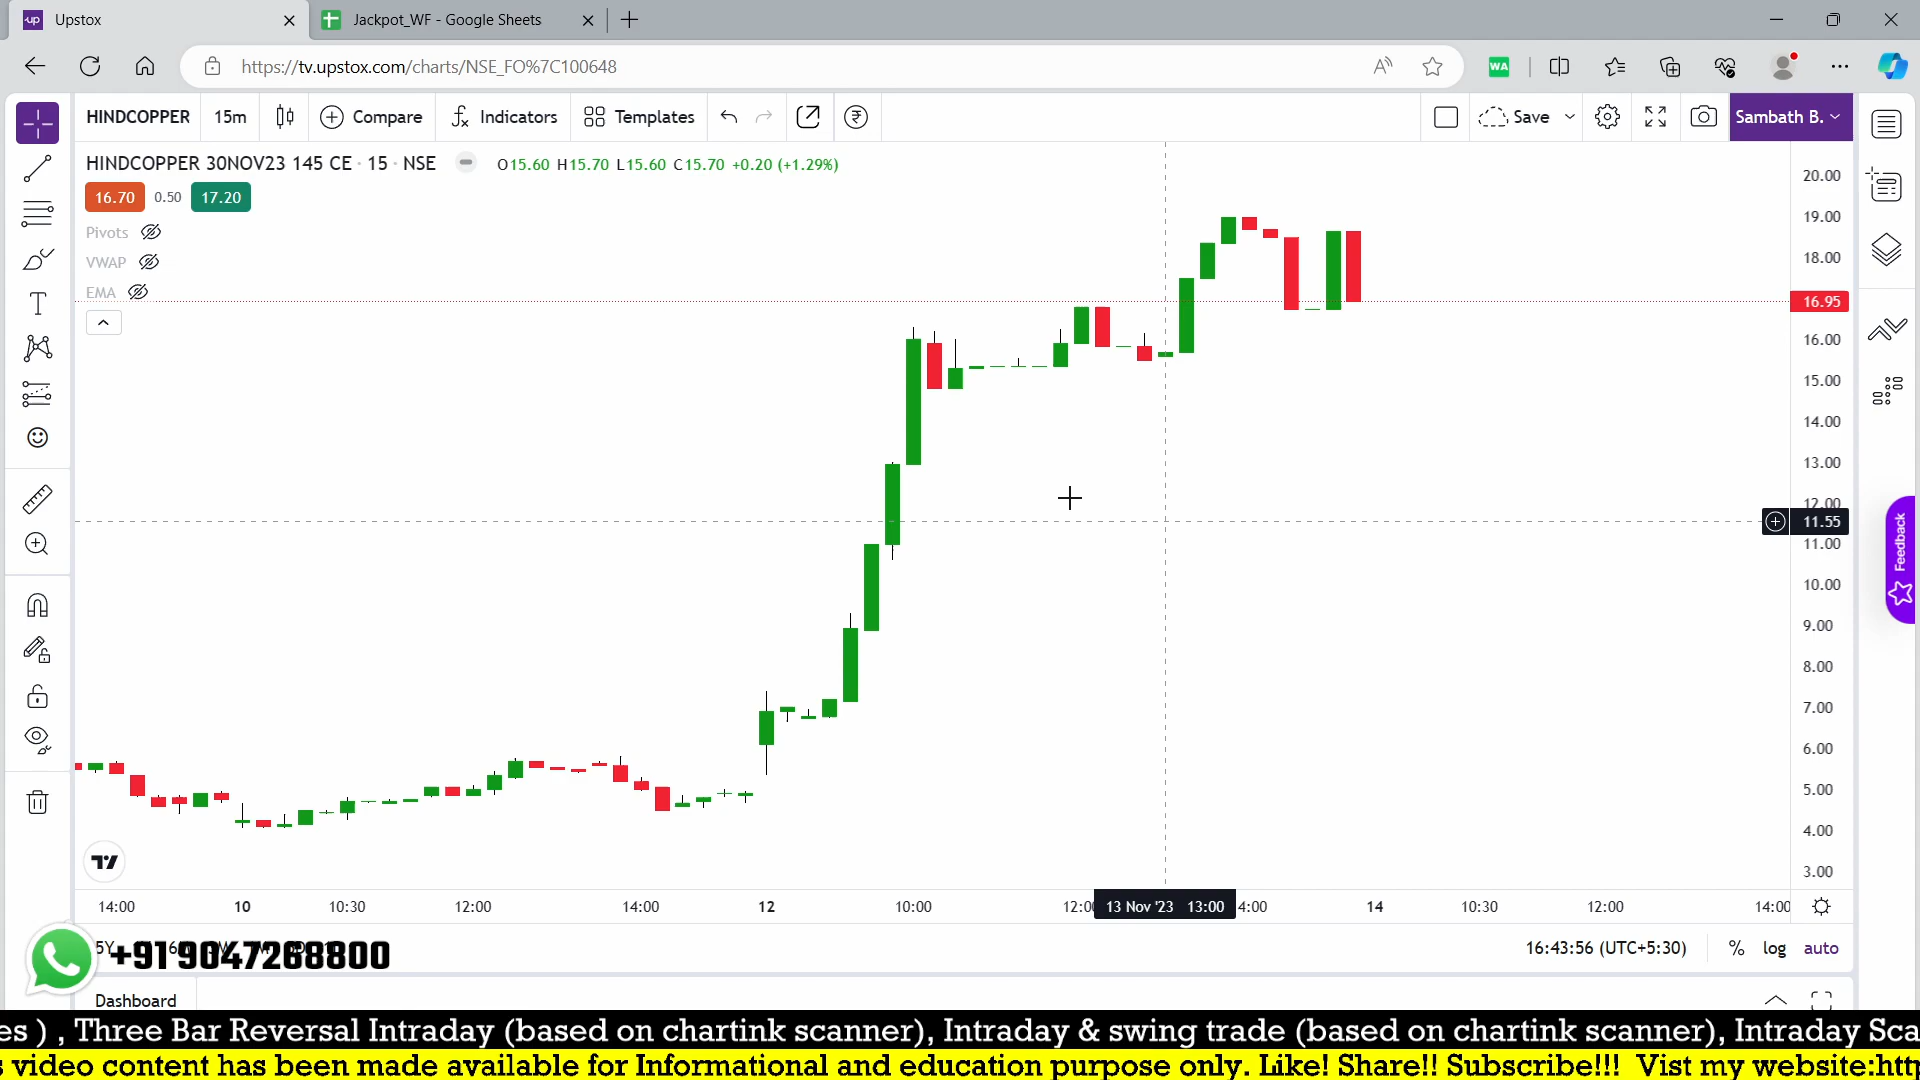 Upstox
Jackpot_WF - Google Sheets
https://tv.upstox.com/charts/NSE_FO%7C100648
WA
HINDCOPPER
15m
Compare
Indicators
Templates
Save
Sambath B.
HINDCOPPER 30NOV23 145 CE · 15 · NSE
O15.60 H15.70 L15.60 C15.70 +0.20 (+1.29%)
16.70 0.50 17.20
Pivots
VWAP
EMA
20.00
19.00
18.00
16.95
16.00
15.00
14.00
13.00
12.00
11.55
11.00
10.00
9.00
8.00
7.00
6.00
5.00
4.00
3.00
Feedback
14:00 10 10:30 12:00 14:00 12 10:00 12:00 13 Nov '23 13:00 4:00 14 10:30 12:00 14:00
+91 9047268800
16:43:56 (UTC+5:30) % log auto
Dashboard
es ) , Three Bar Reversal Intraday (based on chartink scanner), Intraday & swing trade (based on chartink scanner), Intraday Sca
s video content has been made available for Informational and education purpose only. Like! Share!! Subscribe!!! Vist my website:http